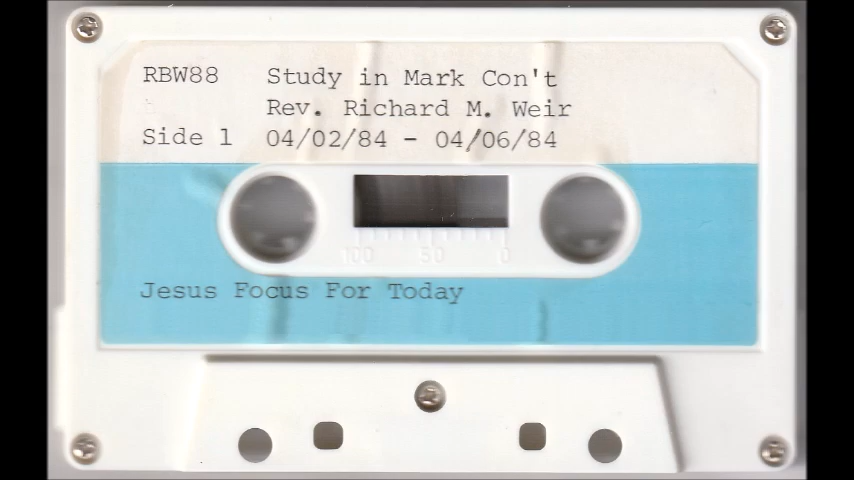 RBW88 Study in Mark Con't
Rev. Richard M. Weir
Side 1 04/02/84 - 04/06/84
100 50 0
Jesus Focus For Today